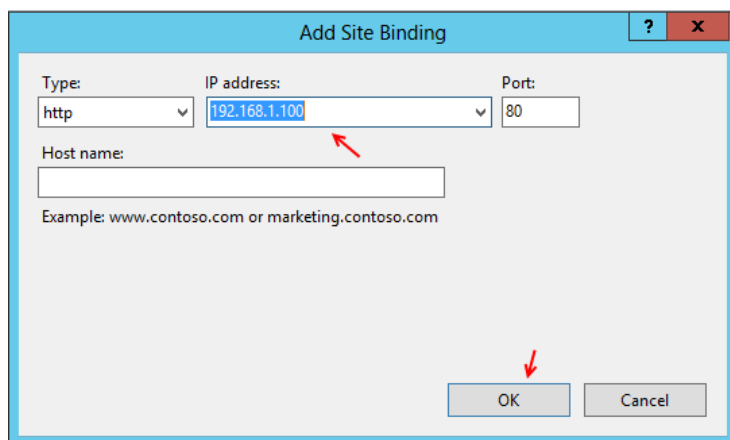 Add Site Binding
? x
Type: IP address: Port:
http 192.168.1.100 80
Host name:
Example: www.contoso.com or marketing.contoso.com
OK Cancel